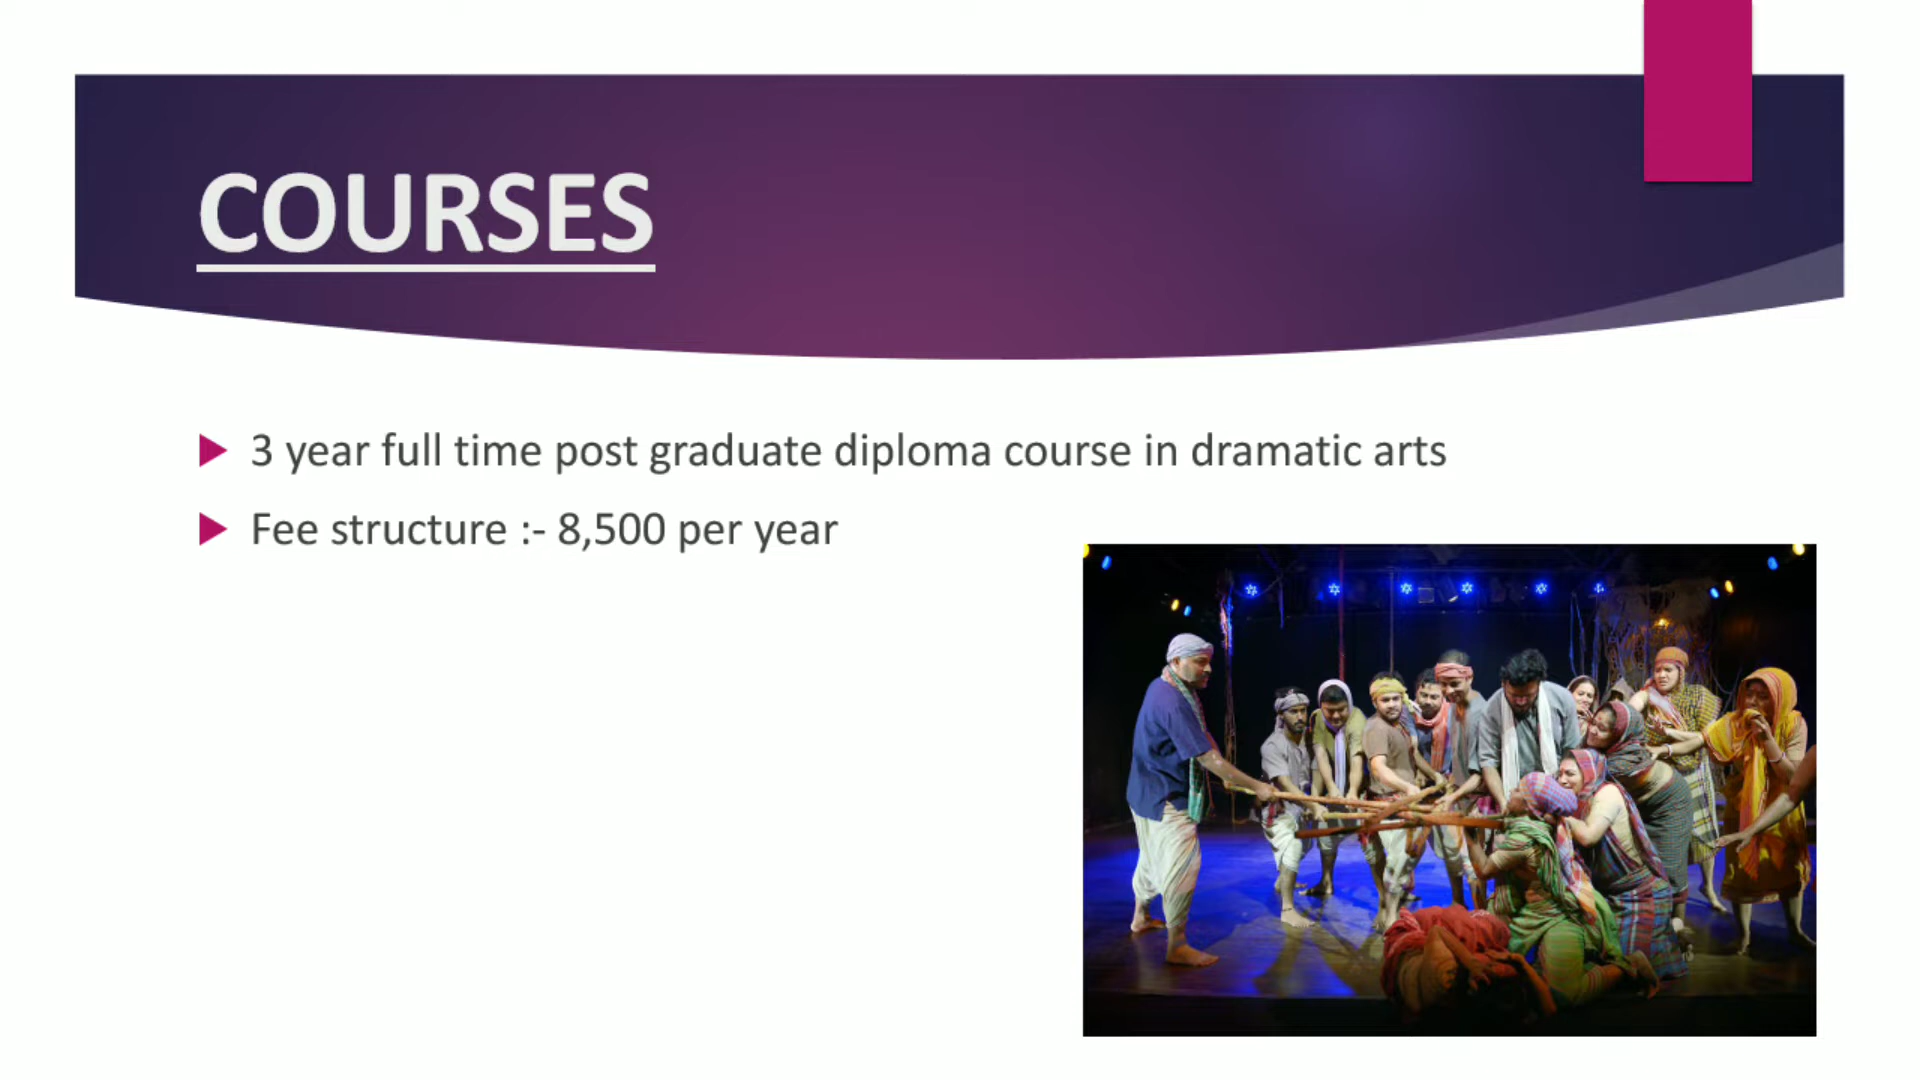 COURSES
3 year full time post graduate diploma course in dramatic arts
Fee structure :- 8,500 per year